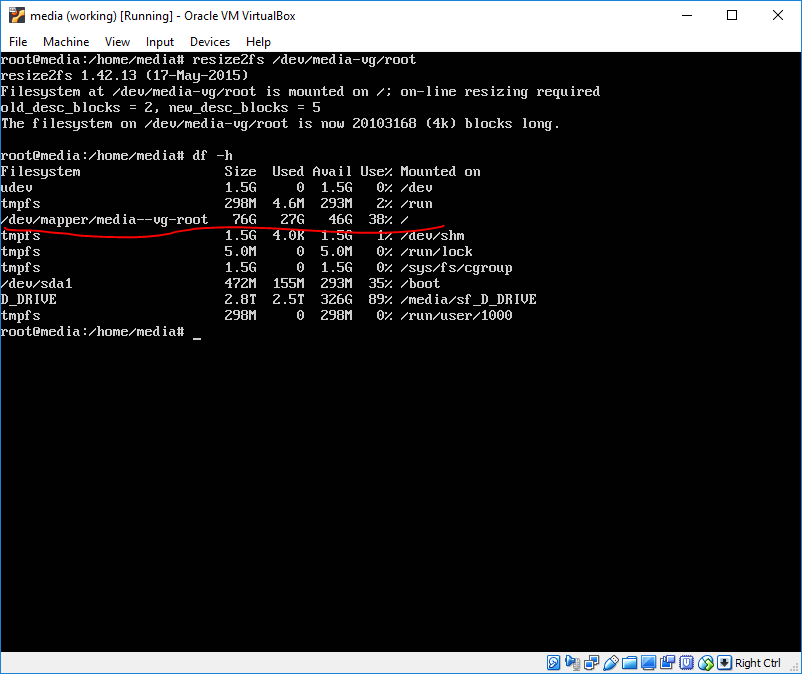 media (working) [Running] - Oracle VM VirtualBox
File Machine View Input Devices Help
root@media:/home/media# resize2fs /dev/media-vg/root
resize2fs 1.42.13 (17-May-2015)
Filesystem at /dev/media-vg/root is mounted on /; on-line resizing required
old_desc_blocks = 2, new_desc_blocks = 5
The filesystem on /dev/media-vg/root is now 20103168 (4k) blocks long.
root@media:/home/media# df -h
Filesystem Size Used Avail Use% Mounted on
udev 1.5G 0 1.5G 0% /dev
tmpfs 298M 4.6M 293M 2% /run
/dev/mapper/media--vg-root 76G 27G 46G 38% /
tmpfs 1.5G 4.0K 1.5G 1% /dev/shm
tmpfs 5.0M 0 5.0M 0% /run/lock
tmpfs 1.5G 0 1.5G 0% /sys/fs/cgroup
/dev/sda1 472M 155M 293M 35% /boot
D_DRIVE 2.8T 2.5T 326G 89% /media/sf_D_DRIVE
tmpfs 298M 0 298M 0% /run/user/1000
root@media:/home/media# _
Right Ctrl